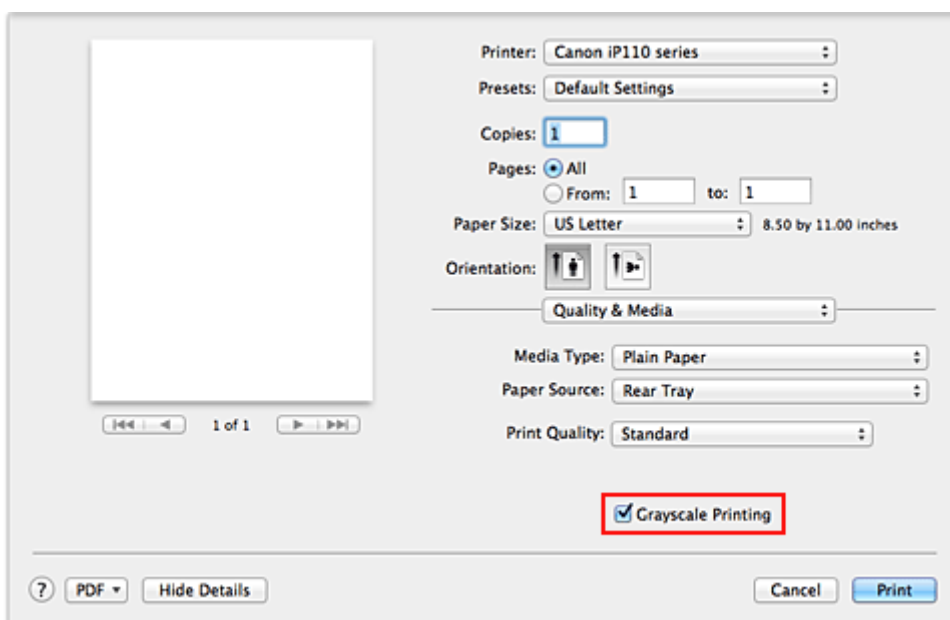 Printer: Canon iP110 series
Presets: Default Settings
Copies: 1
Pages: All
From: 1 to: 1
Paper Size: US Letter 8.50 by 11.00 inches
Orientation:
Quality & Media
Media Type: Plain Paper
Paper Source: Rear Tray
1 of 1
Print Quality: Standard
Grayscale Printing
? PDF Hide Details Cancel Print